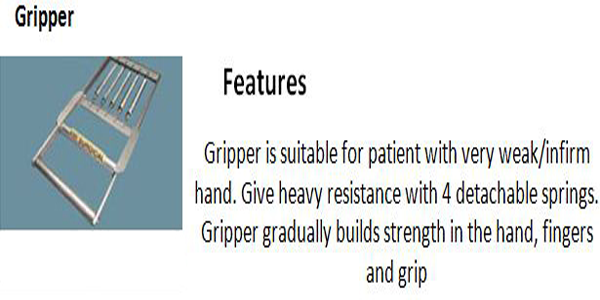 Gripper
Features
Gripper is suitable for patient with very weak/infirm
hand. Give heavy resistance with 4 detachable springs.
Gripper gradually builds strength in the hand, fingers
and grip